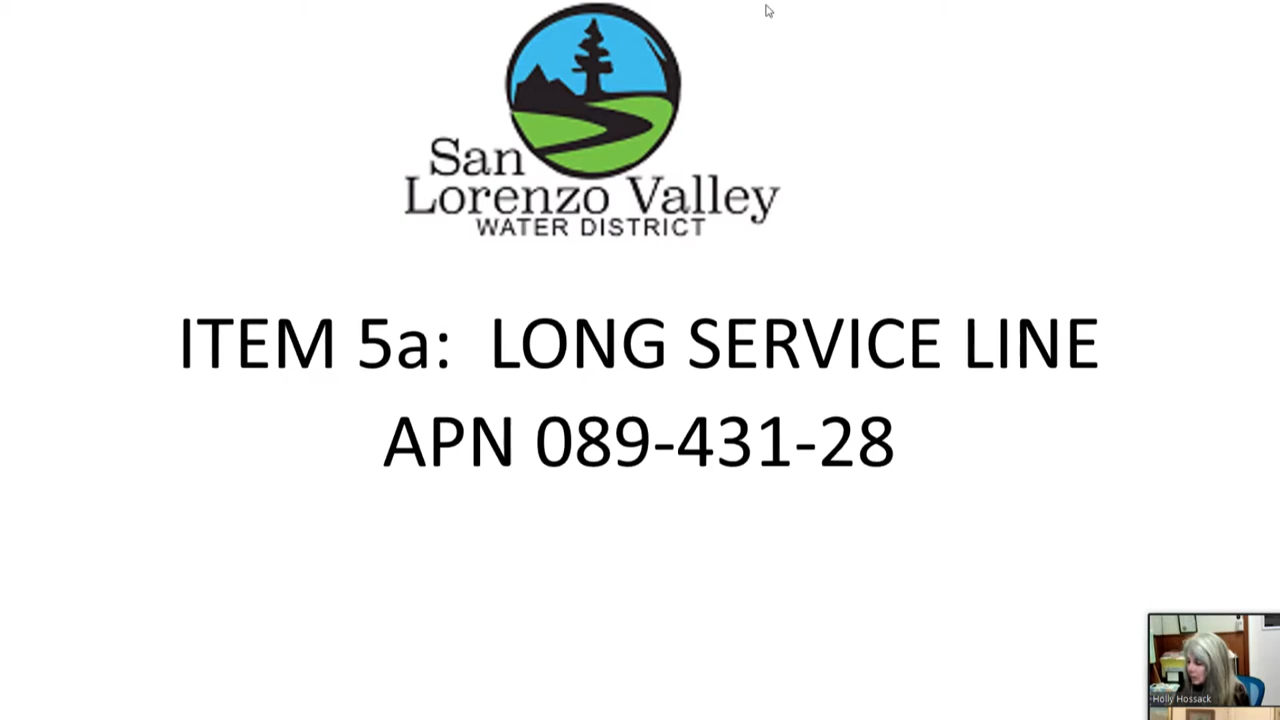 San
Lorenzo Valley
WATER DISTRICT
ITEM 5a: LONG SERVICE LINE
APN 089-431-28
Holly Hossack